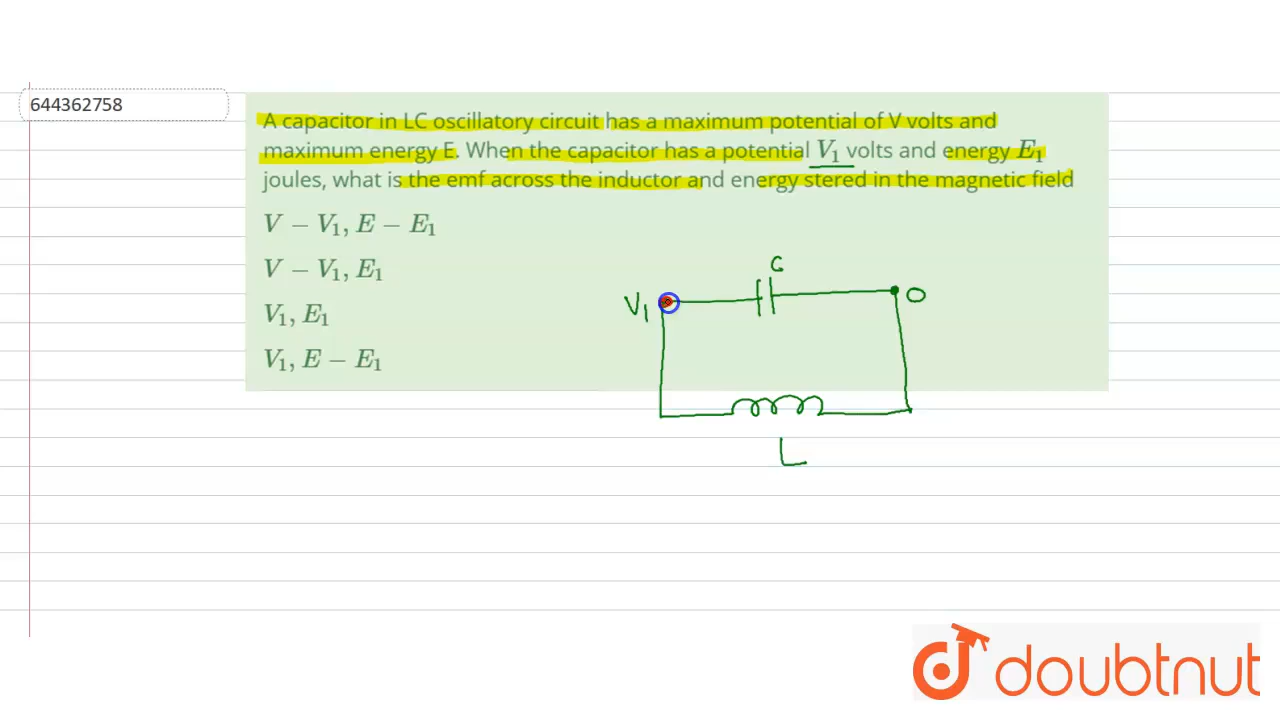 644362758
A capacitor in LC oscillatory circuit has a maximum potential of V volts and
maximum energy E. When the capacitor has a potential V₁ volts and energy E₁
joules, what is the emf across the inductor and energy stered in the magnetic field
V − V₁, E − E₁
V − V₁, E₁
V₁, E₁
V₁, E − E₁
C
V₁
O
L
doubtnut